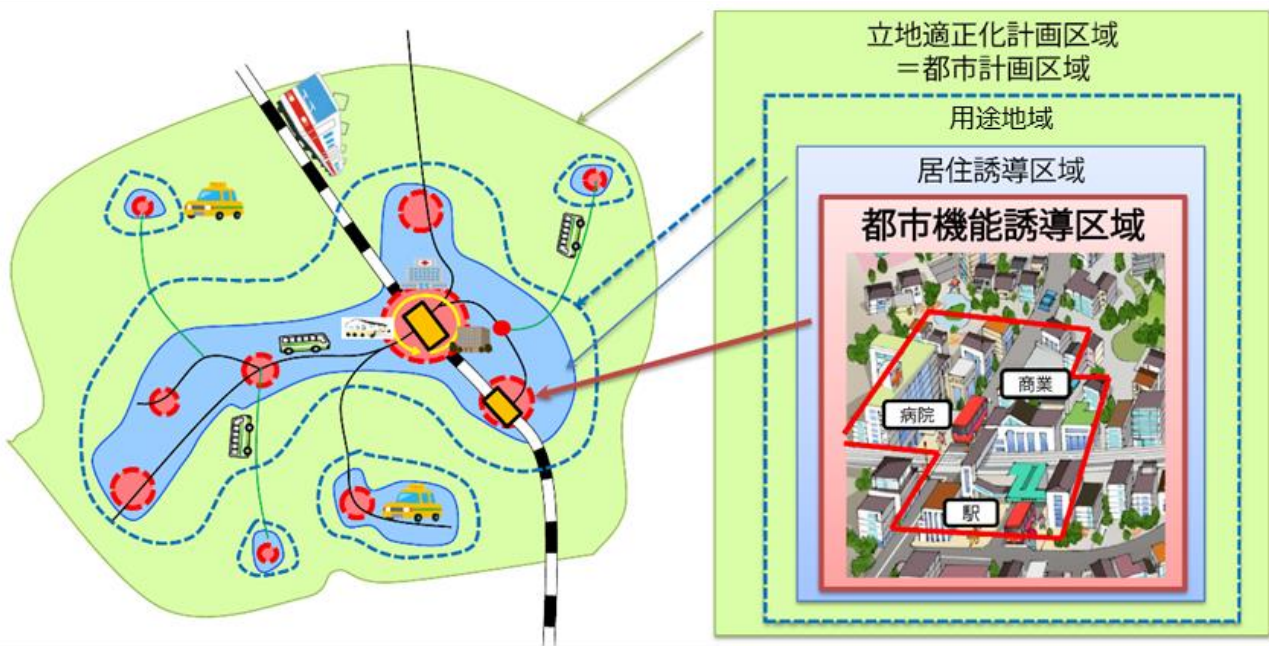 立地適正化計画区域
＝都市計画区域
用途地域
居住誘導区域
都市機能誘導区域
商業
病院
駅